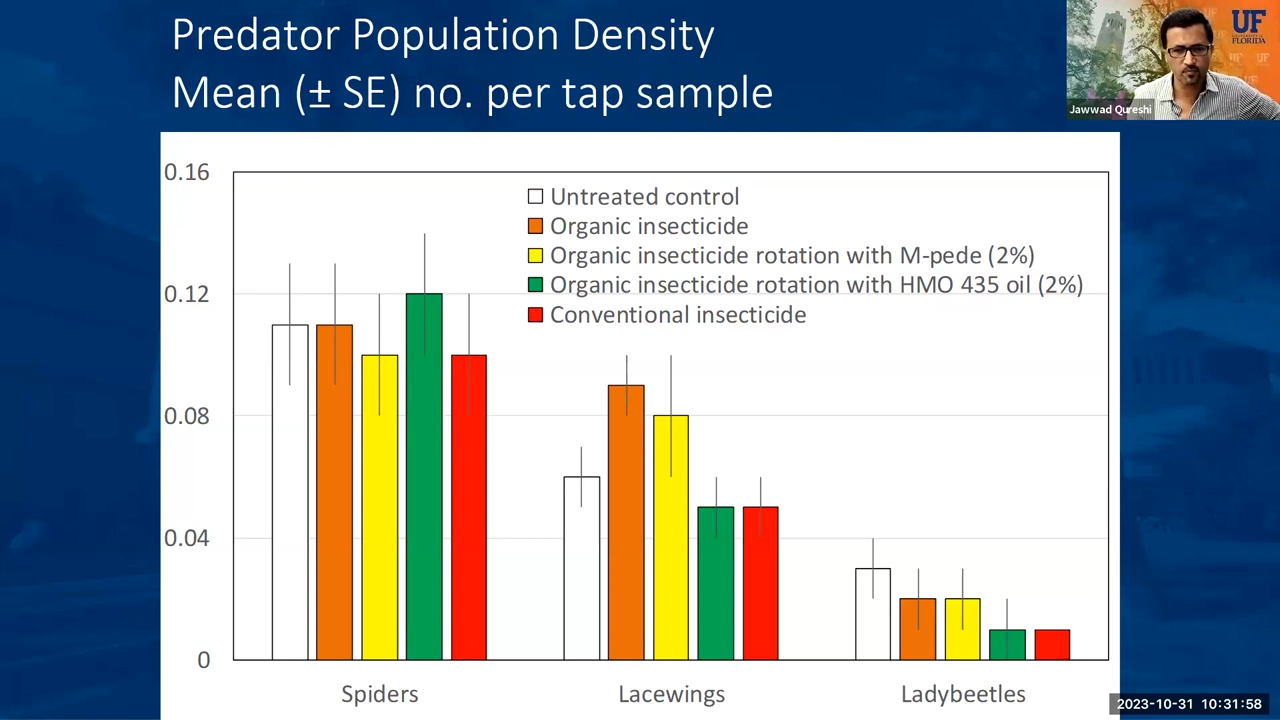 Predator Population Density
Mean (± SE) no. per tap sample
UF
UNIVERSITY of
FLORIDA
Jawwad Qureshi
0.16
0.12
0.08
0.04
0
Untreated control
Organic insecticide
Organic insecticide rotation with M-pede (2%)
Organic insecticide rotation with HMO 435 oil (2%)
Conventional insecticide
Spiders
Lacewings
Ladybeetles
2023-10-31 10:31:58